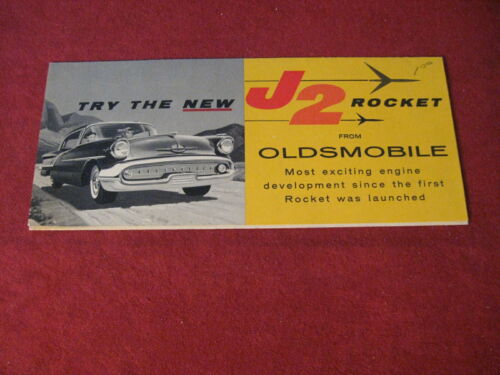 TRY THE NEW
J2 ROCKET
FROM
OLDSMOBILE
Most exciting engine
development since the first
Rocket was launched